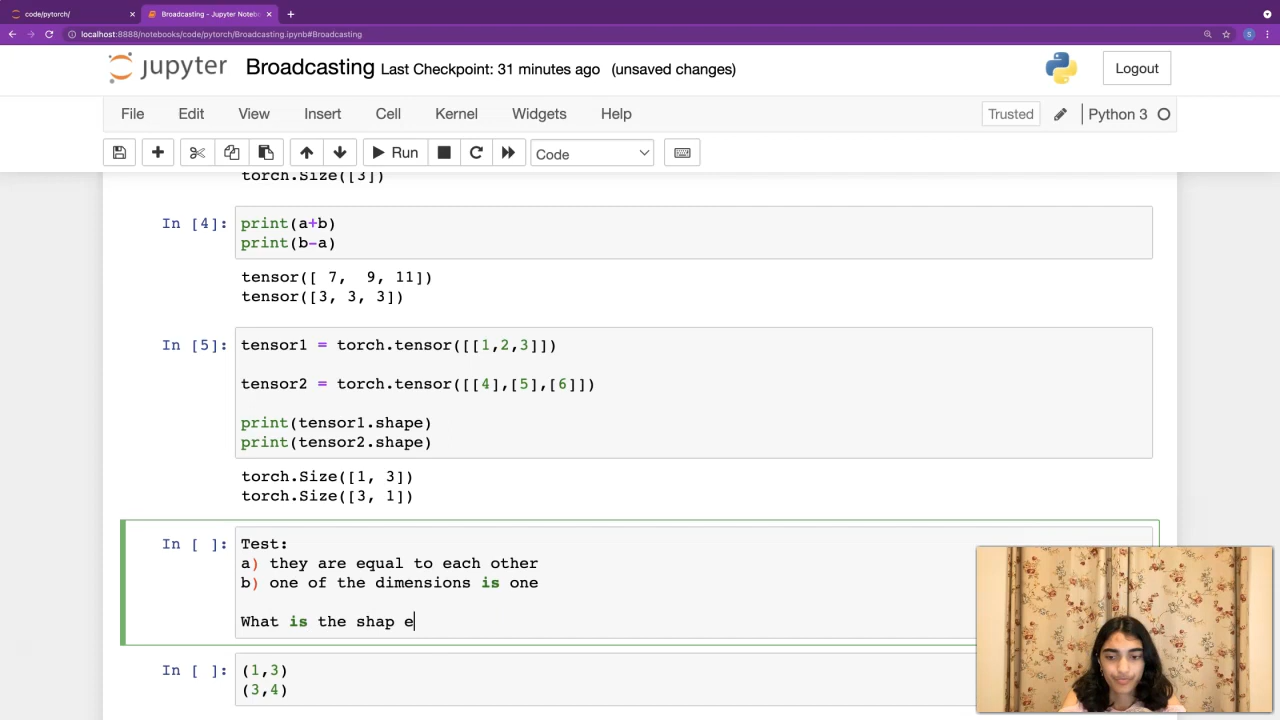 code/pytorch/
Broadcasting - Jupyter Noteb
localhost:8888/notebooks/code/pytorch/Broadcasting.ipynb#Broadcasting
S
jupyter Broadcasting Last Checkpoint: 31 minutes ago (unsaved changes)
Logout
File Edit View Insert Cell Kernel Widgets Help
Trusted
Python 3
Run
Code
torch.Size([3])
In [4]: print(a+b)
print(b-a)
tensor([ 7,  9, 11])
tensor([3, 3, 3])
In [5]: tensor1 = torch.tensor([[1,2,3]])
tensor2 = torch.tensor([[4],[5],[6]])
print(tensor1.shape)
print(tensor2.shape)
torch.Size([1, 3])
torch.Size([3, 1])
In [ ]: Test:
a) they are equal to each other
b) one of the dimensions is one
What is the shap e
In [ ]: (1,3)
(3,4)